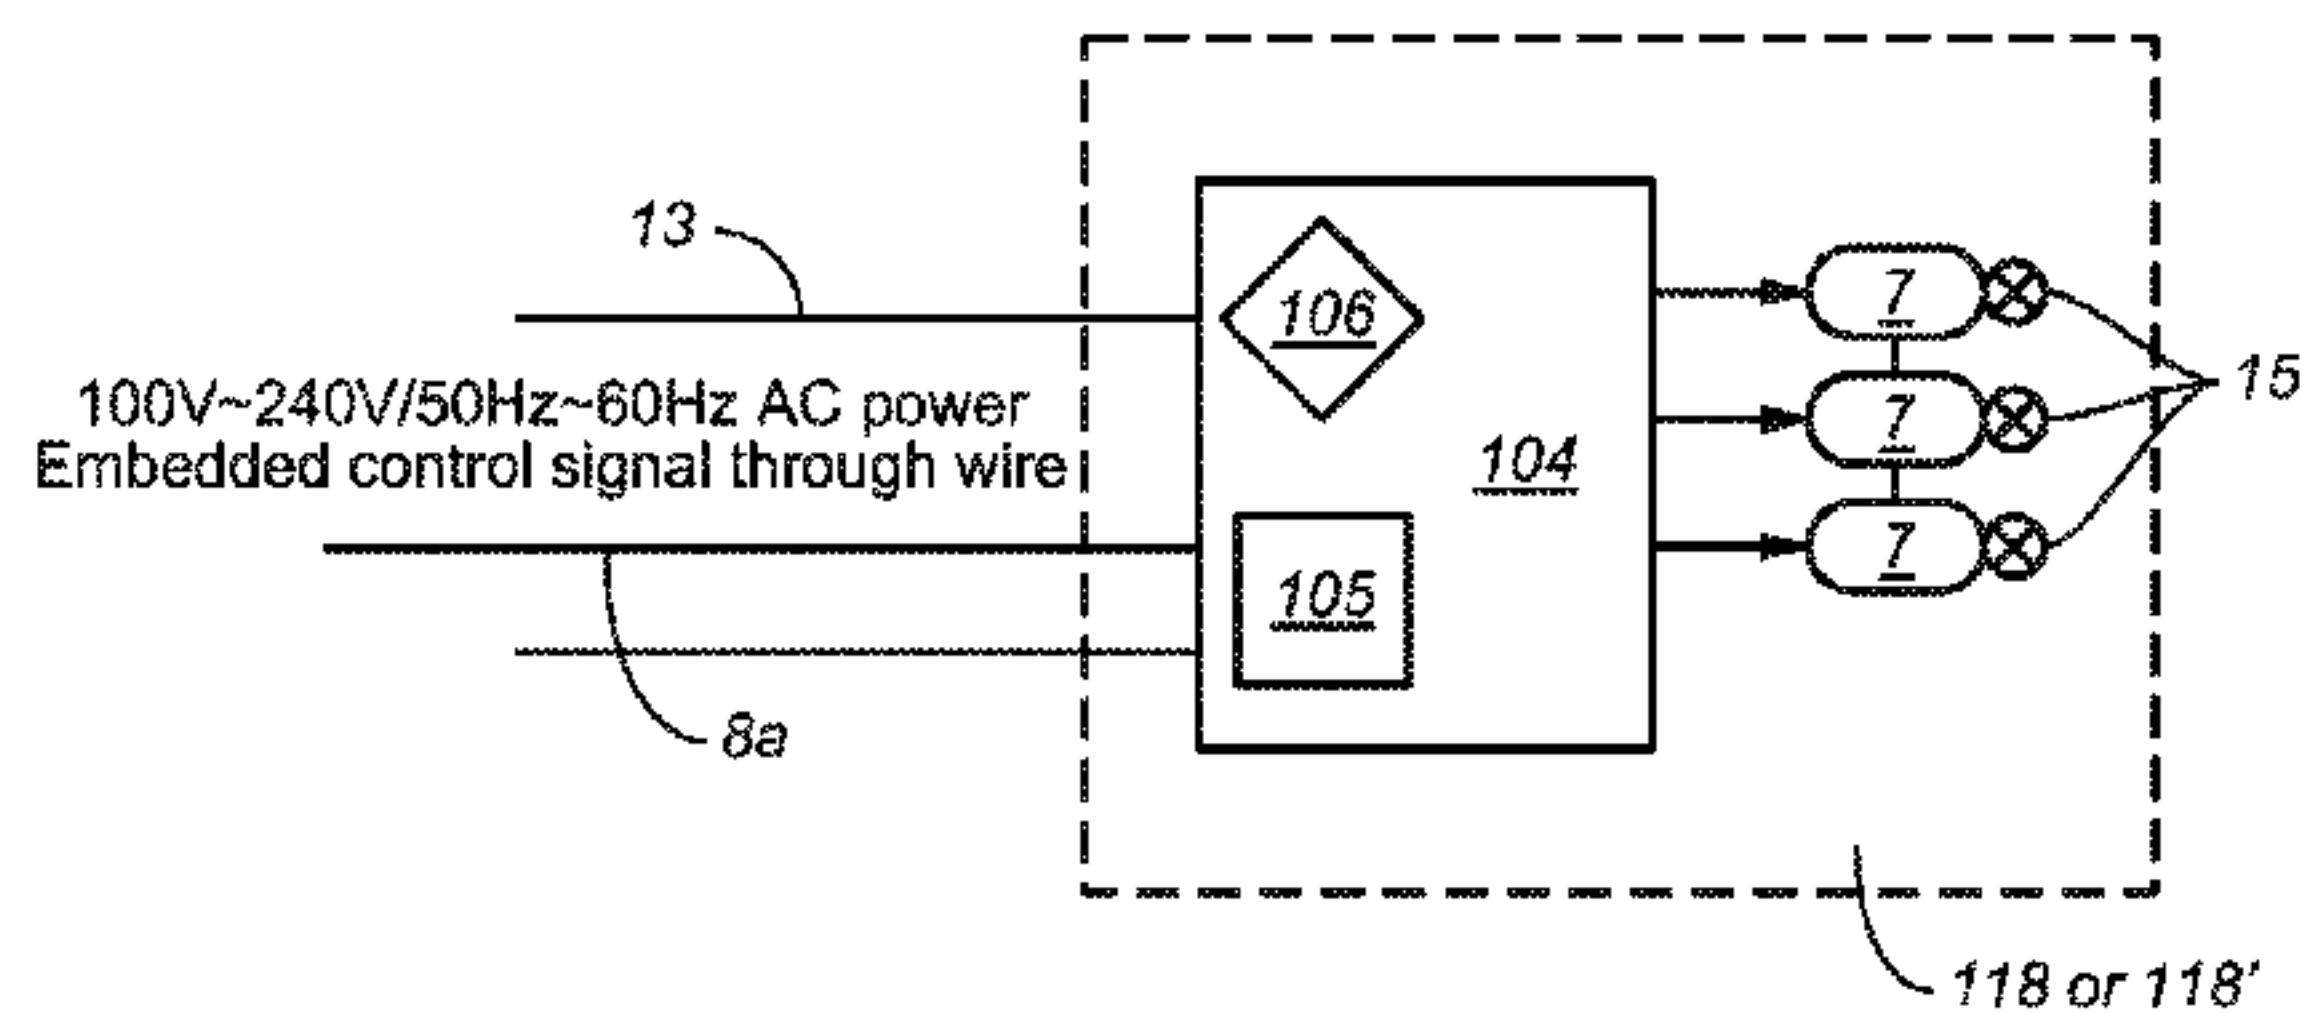 13
106
7
7
7
15
100V~240V/50Hz~60Hz AC power
Embedded control signal through wire
104
105
8a
118 or 118'